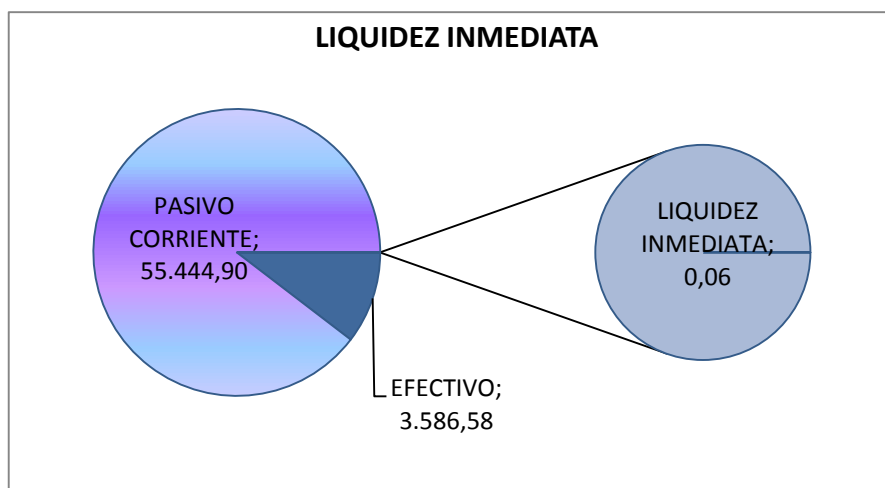 LIQUIDEZ INMEDIATA
PASIVO
CORRIENTE;
55.444,90
LIQUIDEZ
INMEDIATA;
0,06
EFECTIVO;
3.586,58